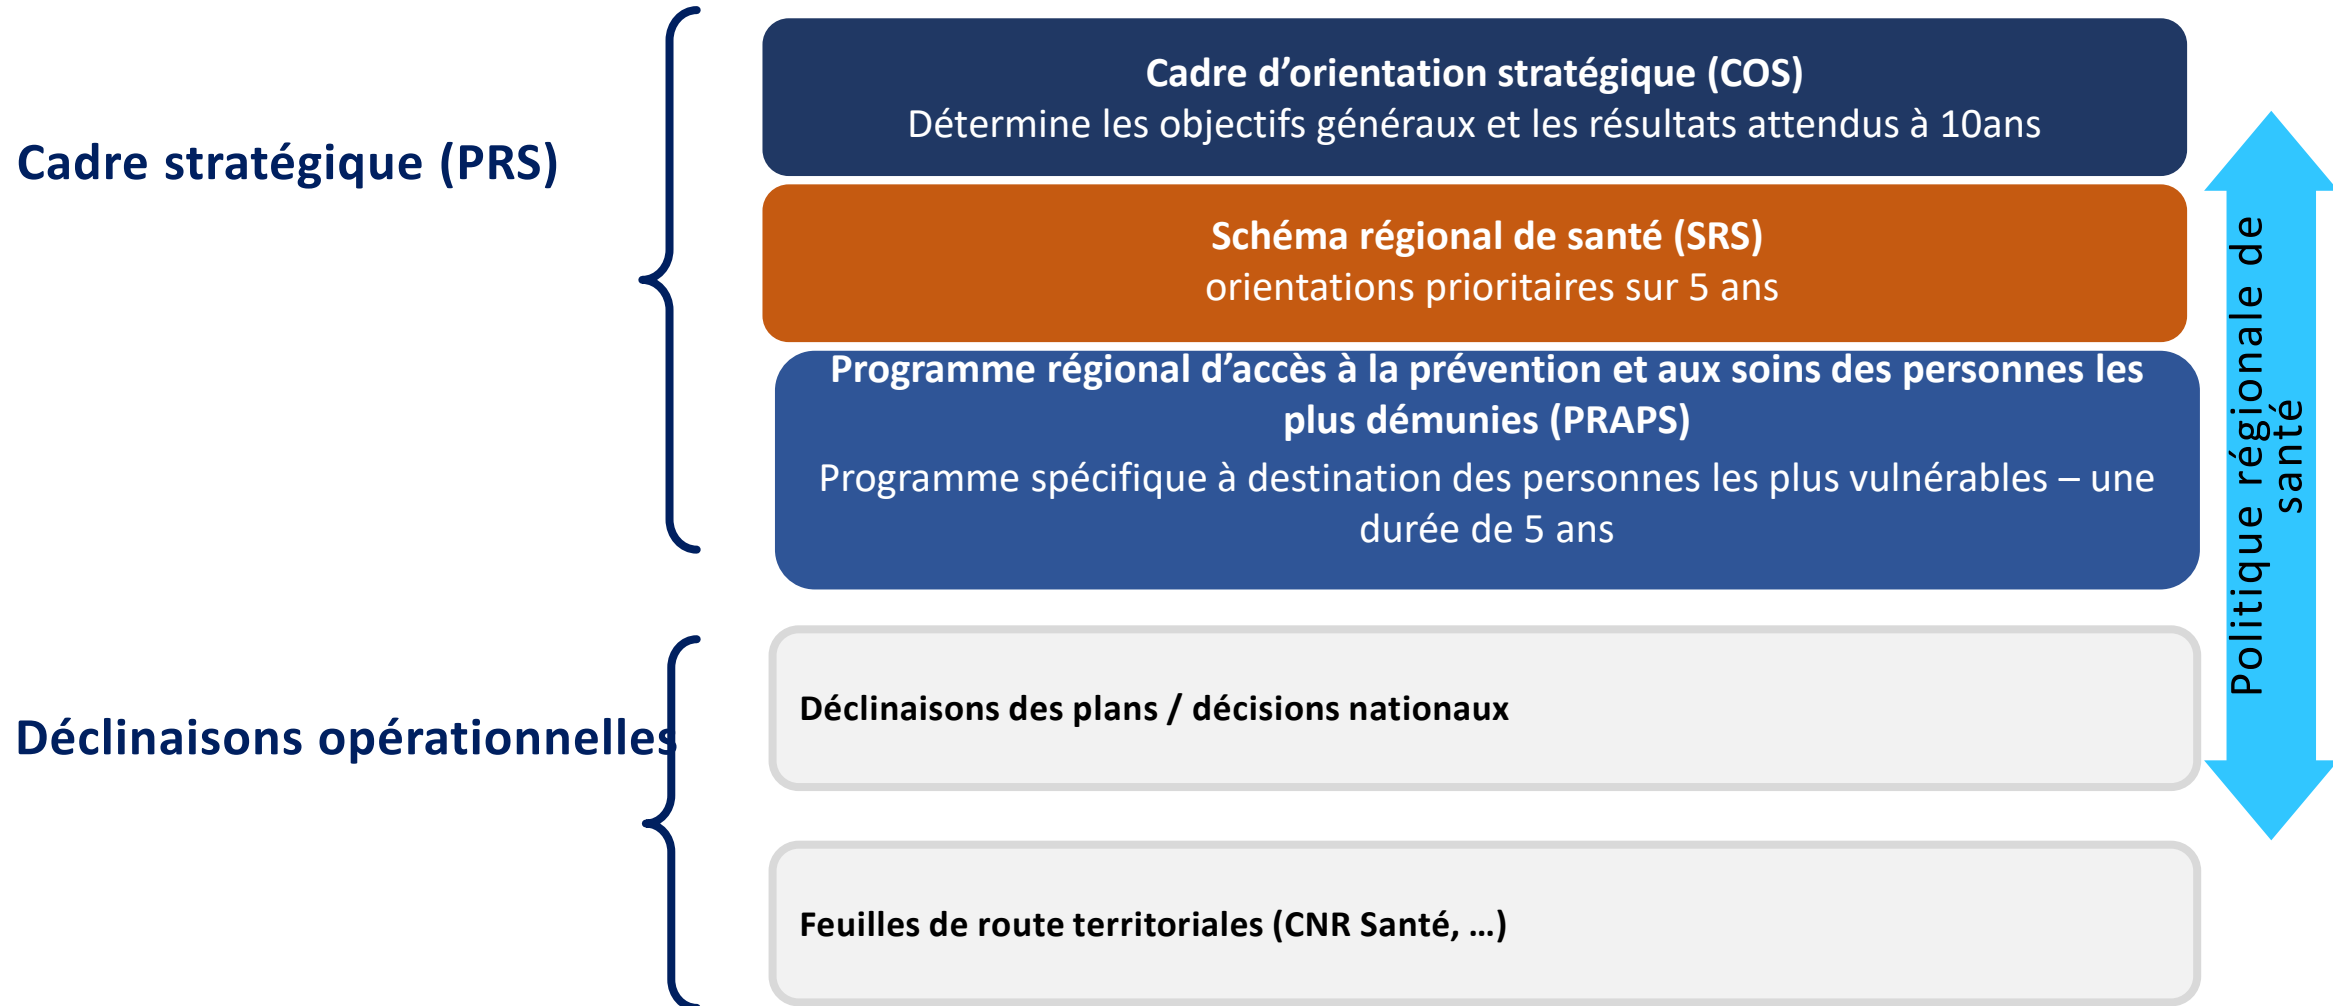 Cadre stratégique (PRS)
Cadre d’orientation stratégique (COS)
Détermine les objectifs généraux et les résultats attendus à 10ans
Schéma régional de santé (SRS)
orientations prioritaires sur 5 ans
Programme régional d’accès à la prévention et aux soins des personnes les
plus démunies (PRAPS)
Programme spécifique à destination des personnes les plus vulnérables – une
durée de 5 ans
Déclinaisons opérationnelles
Déclinaisons des plans / décisions nationaux
Feuilles de route territoriales (CNR Santé, …)
Politique régionale de
santé